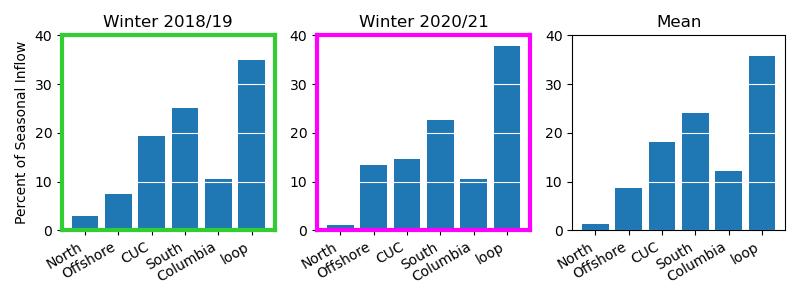 Winter 2018/19
Winter 2020/21
Mean
Percent of Seasonal Inflow
40
30
20
10
0
North
Offshore
CUC
South
Columbia
loop
40
30
20
10
0
North
Offshore
CUC
South
Columbia
loop
40
30
20
10
0
North
Offshore
CUC
South
Columbia
loop